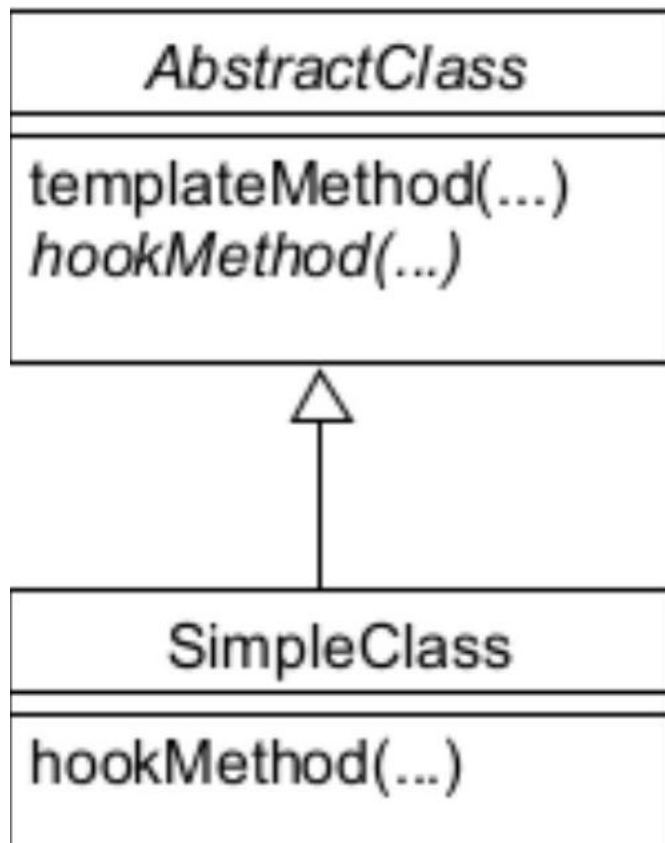 AbstractClass
templateMethod(...)
hookMethod(...)
SimpleClass
hookMethod(...)